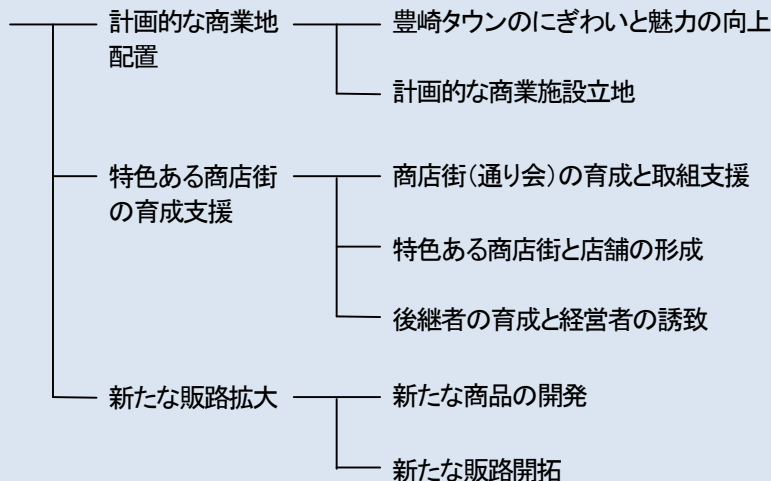 計画的な商業地
配置
豊崎タウンのにぎわいと魅力の向上
計画的な商業施設立地
特色ある商店街
の育成支援
商店街（通り会）の育成と取組支援
特色ある商店街と店舗の形成
後継者の育成と経営者の誘致
新たな販路拡大
新たな商品の開発
新たな販路開拓